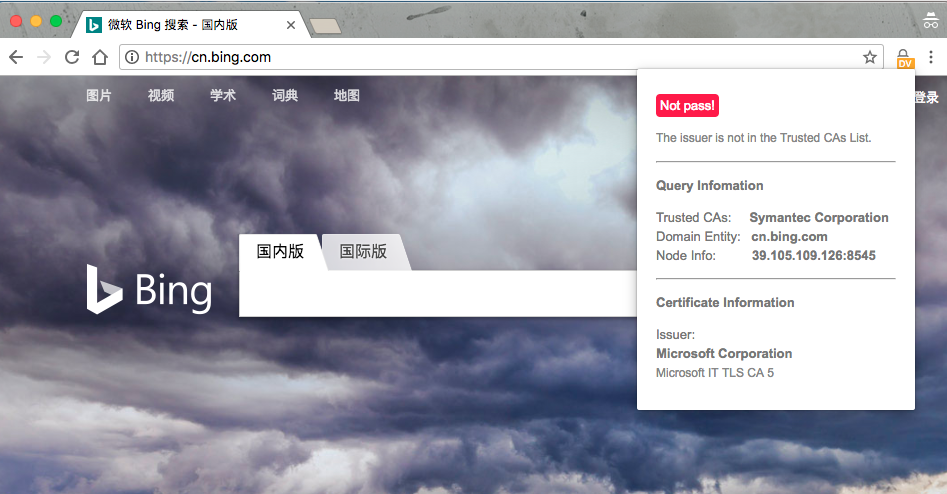 微软 Bing 搜索 - 国内版
https://cn.bing.com
DV
图片 视频 学术 词典 地图
登录
国内版 国际版
Bing
Not pass!
The issuer is not in the Trusted CAs List.
Query Infomation
Trusted CAs: Symantec Corporation
Domain Entity: cn.bing.com
Node Info: 39.105.109.126:8545
Certificate Information
Issuer:
Microsoft Corporation
Microsoft IT TLS CA 5